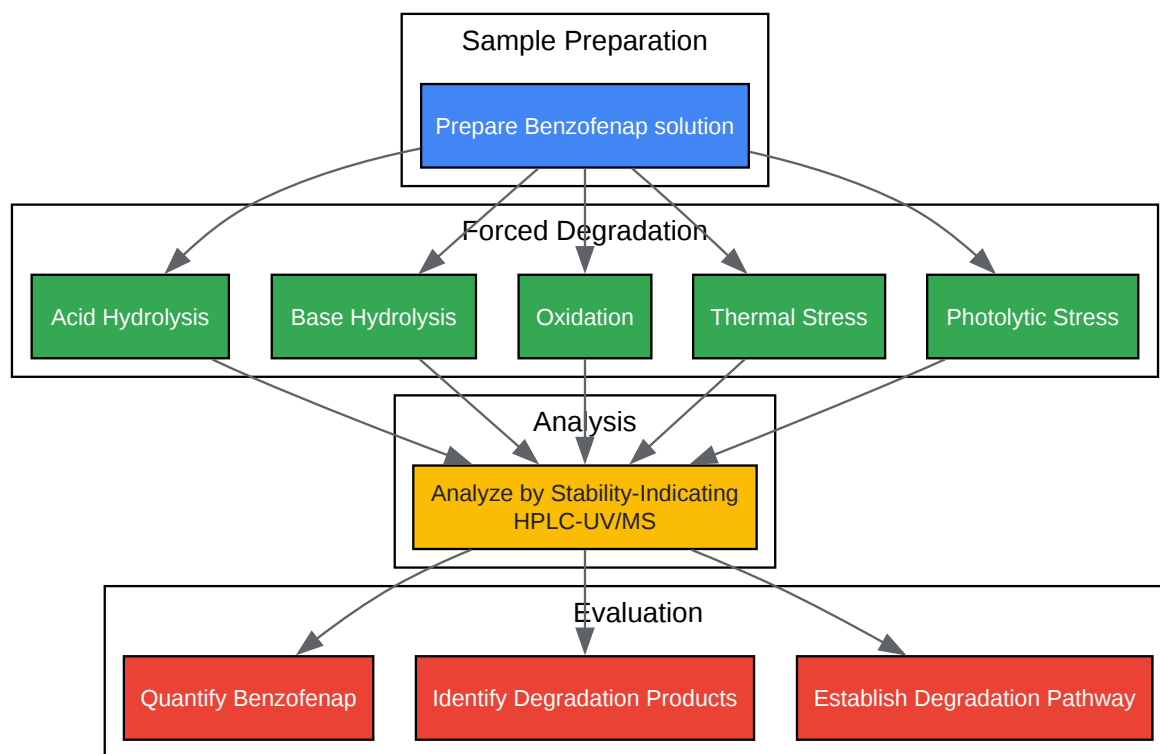 Sample Preparation
Prepare Benzofenap solution
Forced Degradation
Acid Hydrolysis
Base Hydrolysis
Oxidation
Thermal Stress
Photolytic Stress
Analysis
Analyze by Stability-Indicating
HPLC-UV/MS
Evaluation
Quantify Benzofenap
Identify Degradation Products
Establish Degradation Pathway